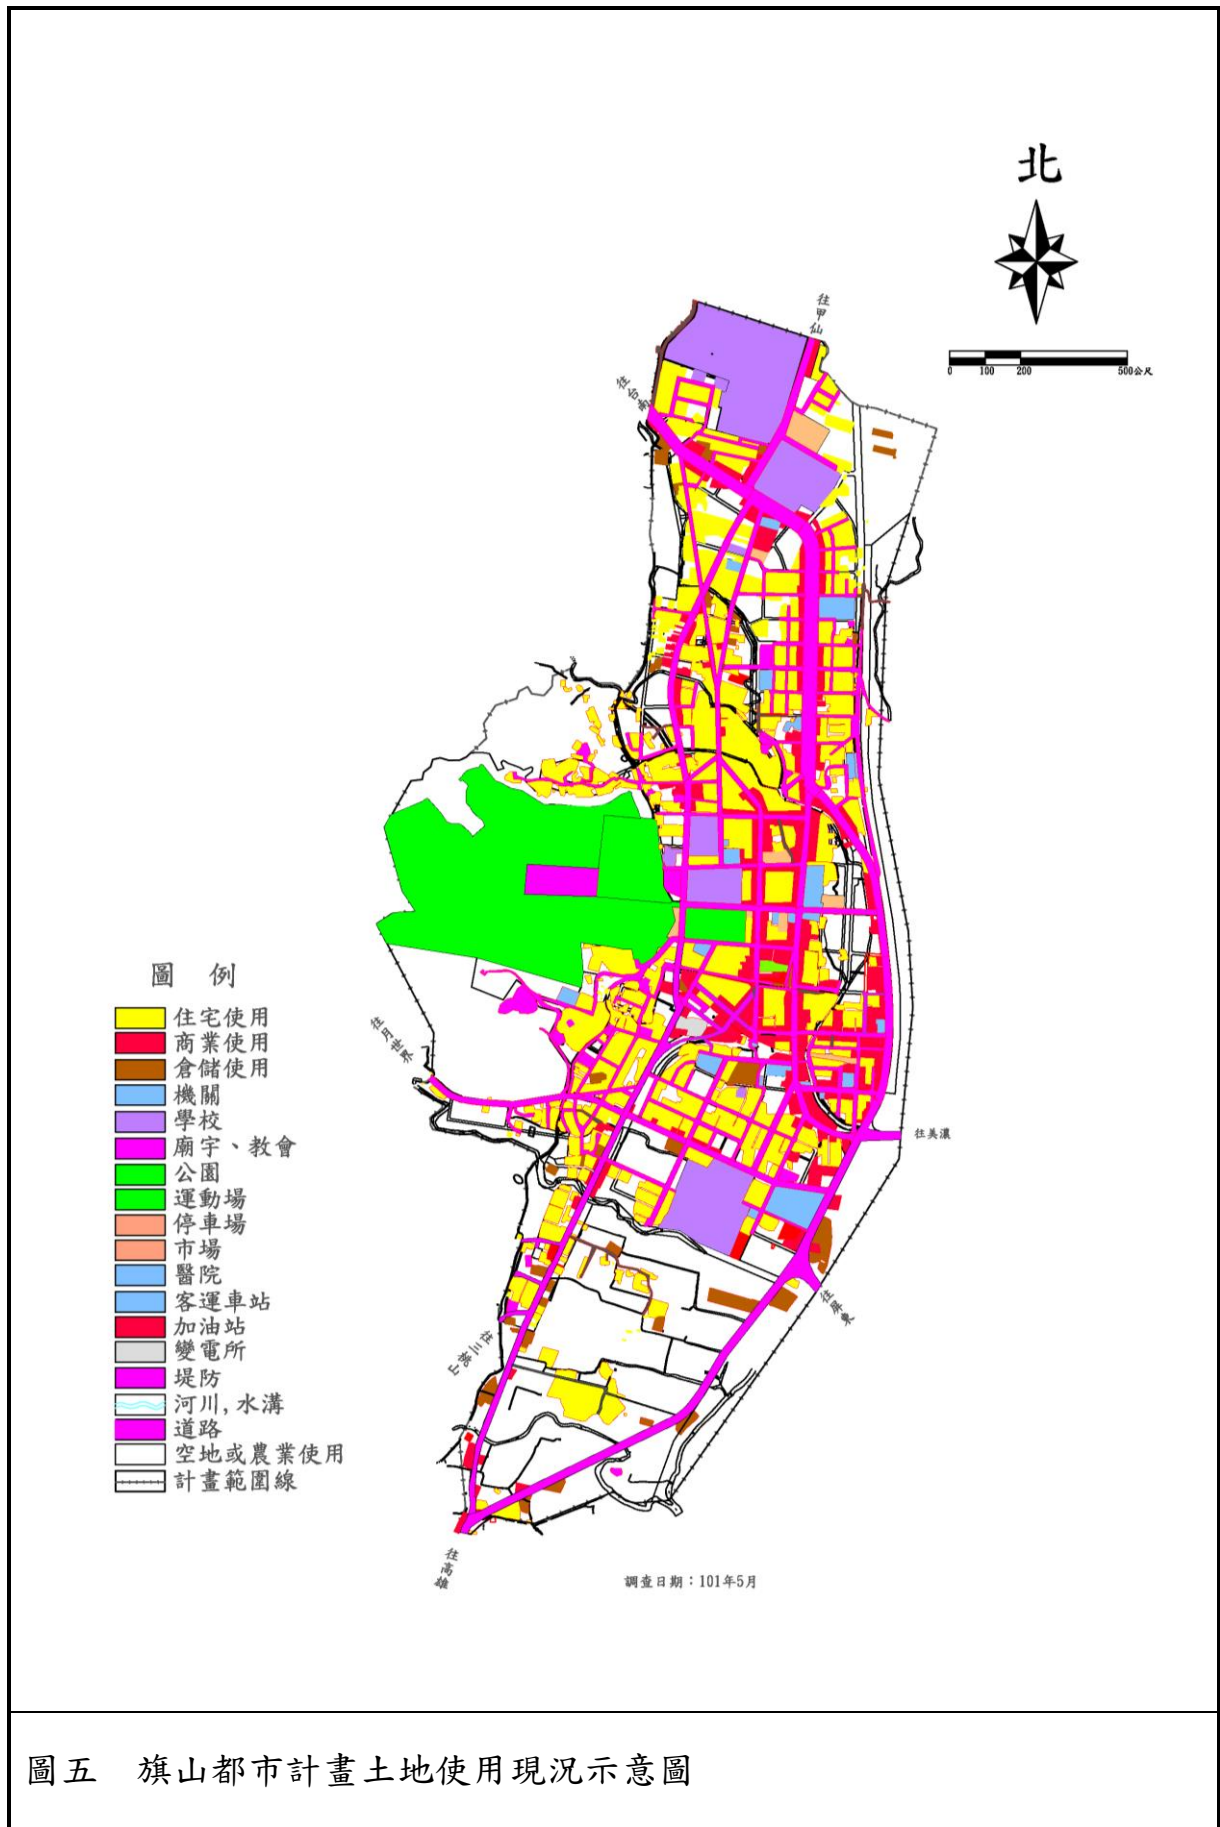 北
0 100 200 500公尺
往甲仙
往台南
圖 例
住宅使用
商業使用
倉儲使用
機關
學校
廟宇、教會
公園
運動場
停車場
市場
醫院
客運車站
加油站
變電所
堤防
河川,水溝
道路
空地或農業使用
計畫範圍線
往月世界
往美濃
往屏東
往高雄
調查日期：101年5月
圖五 旗山都市計畫土地使用現況示意圖